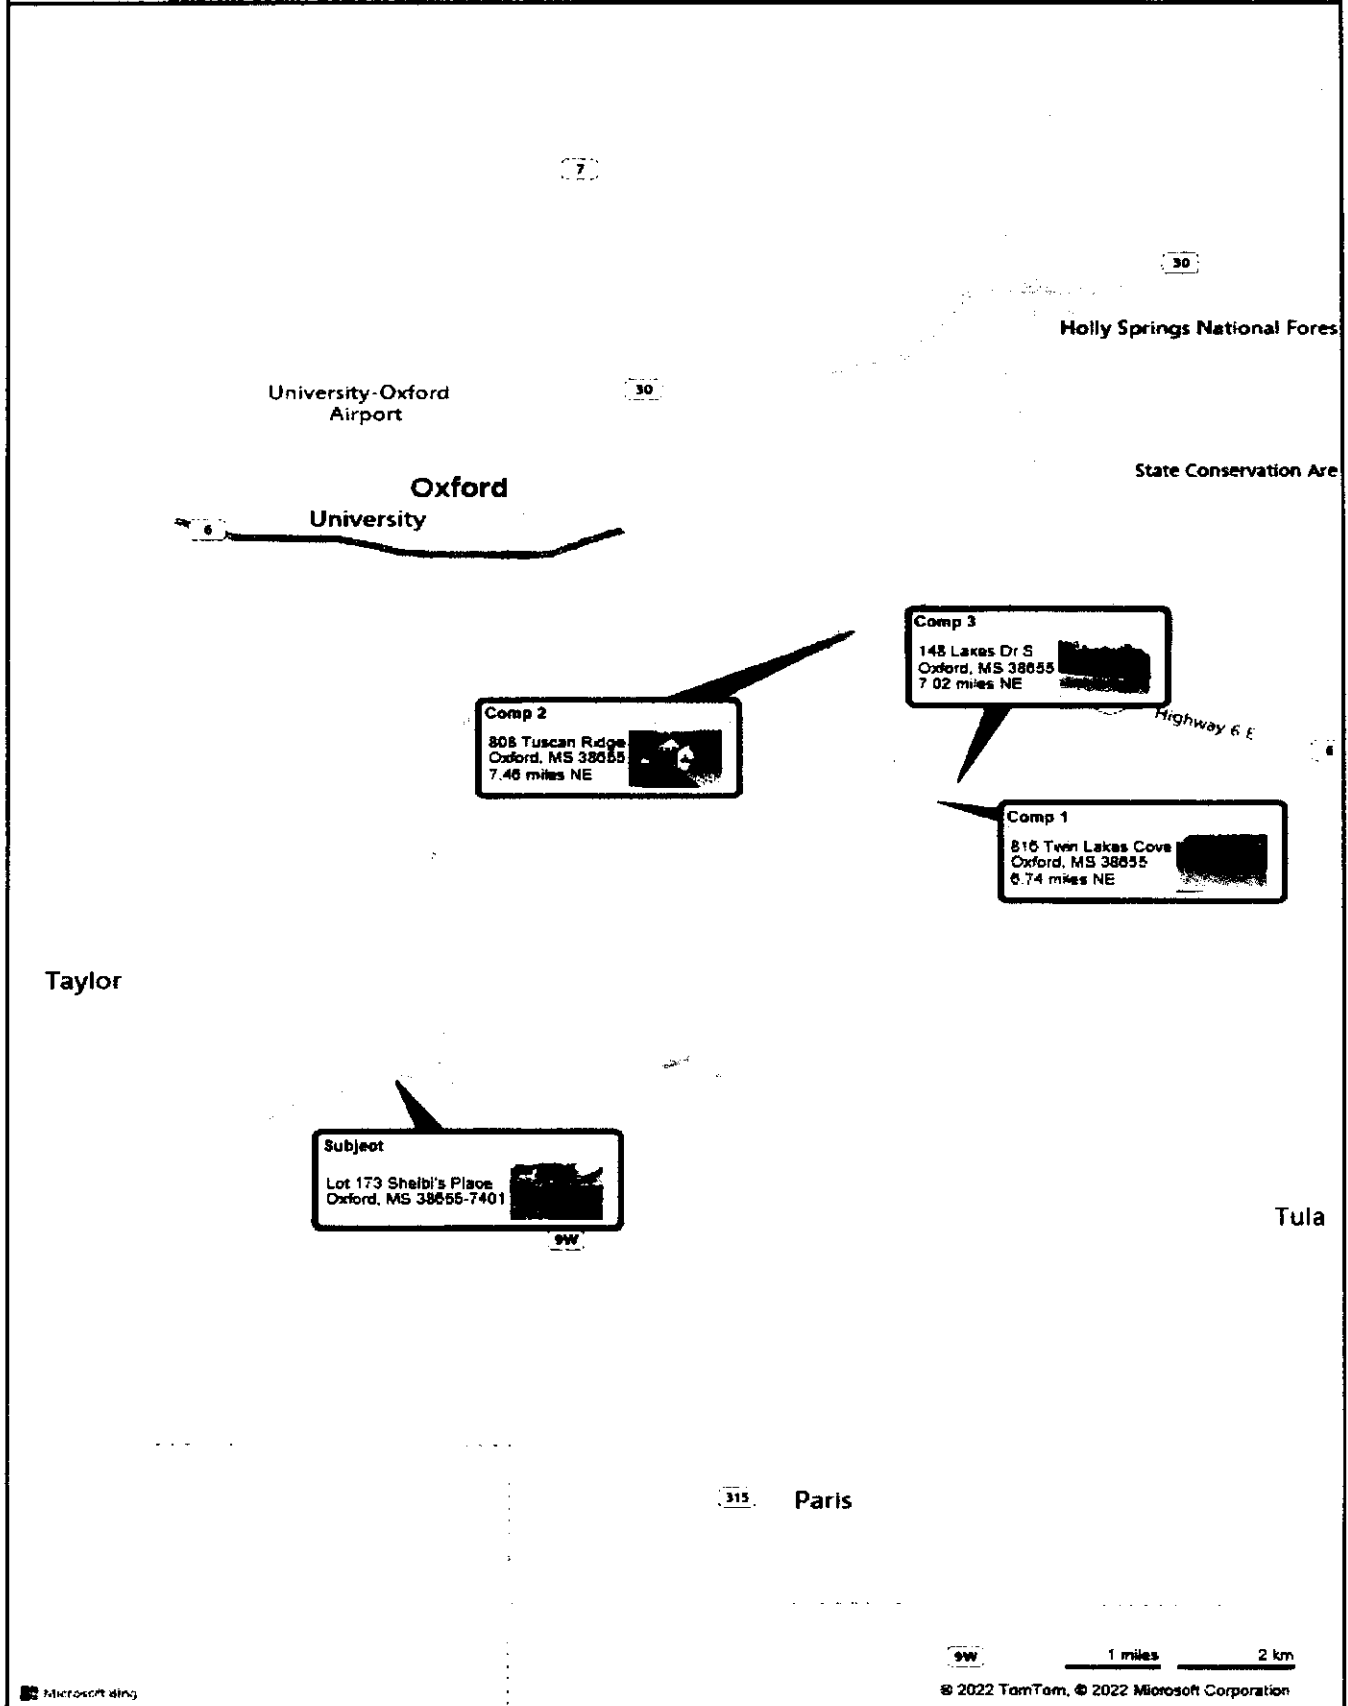 7
30
Holly Springs National Fores
University-Oxford
Airport
30
State Conservation Are
Oxford
University
6
Comp 3
148 Lakes Dr S
Oxford, MS 38655
7.02 miles NE
Highway 6 E
6
Comp 2
808 Tuscan Ridge
Oxford, MS 38655
7.46 miles NE
Comp 1
816 Twin Lakes Cove
Oxford, MS 38655
6.74 miles NE
Taylor
Subject
Lot 173 Shelbi's Place
Oxford, MS 38655-7401
9W
Tula
315
Paris
9W
1 miles
2 km
Microsoft Bing
© 2022 TomTom, © 2022 Microsoft Corporation